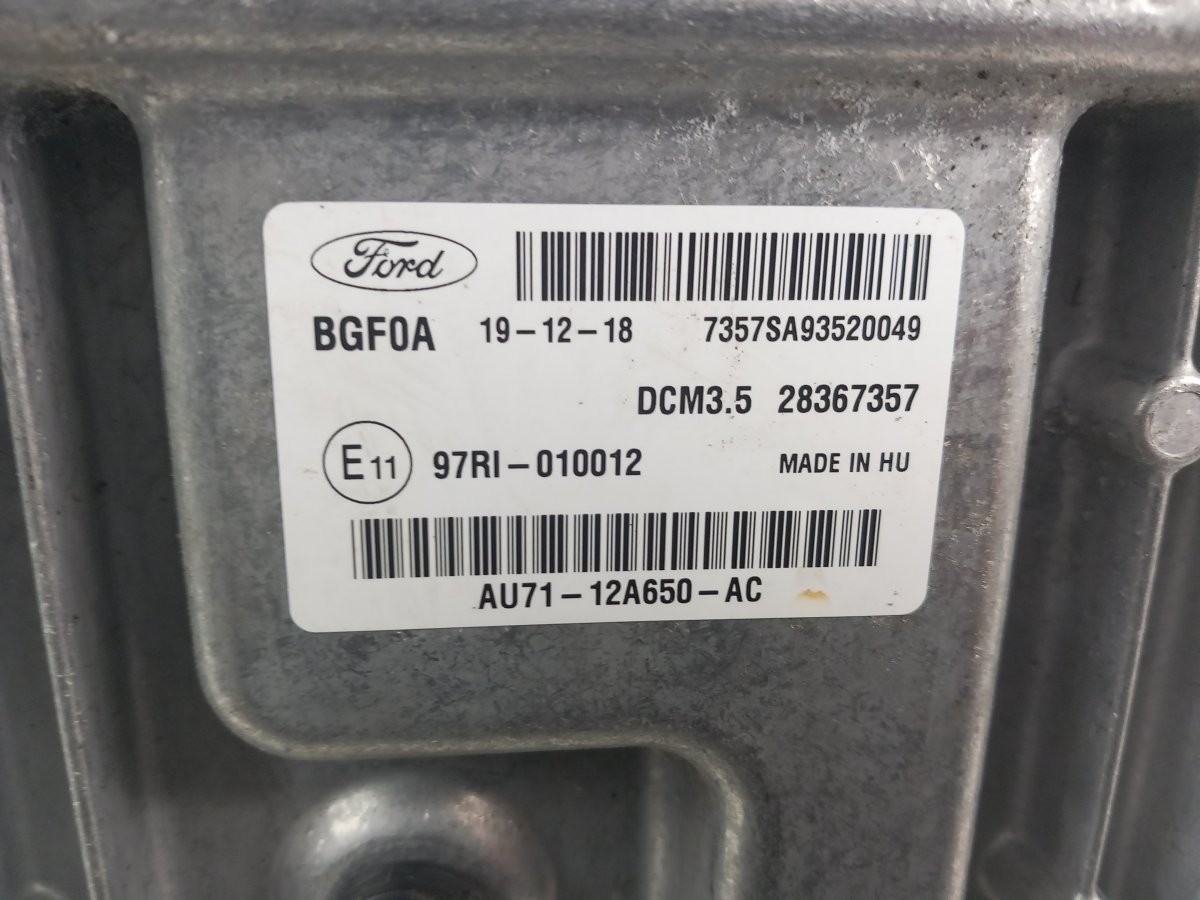 Ford
BGF0A 19-12-18 7357SA93520049
DCM3.5 28367357
E11 97RI-010012 MADE IN HU
AU71-12A650-AC